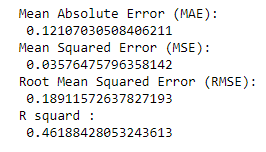 Mean Absolute Error (MAE):
0.12107030508406211
Mean Squared Error (MSE):
0.03576475796358142
Root Mean Squared Error (RMSE):
0.18911572637827193
R squard :
0.46188428053243613